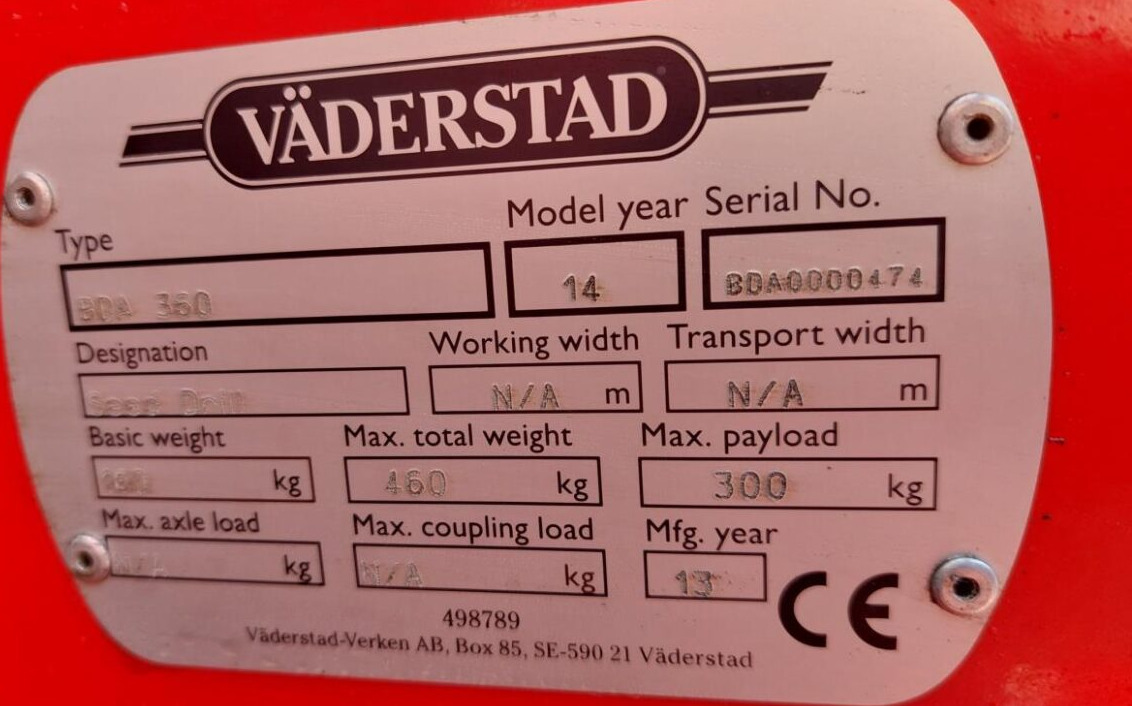 VÄDERSTAD
Type Model year Serial No.
BDA 360 14 BDA0000474
Designation Working width Transport width
Seed Drill N/A m N/A m
Basic weight Max. total weight Max. payload
kg 460 kg 300 kg
Max. axle load Max. coupling load Mfg. year
N/A kg N/A kg 13 CE
498789
Väderstad-Verken AB, Box 85, SE-590 21 Väderstad